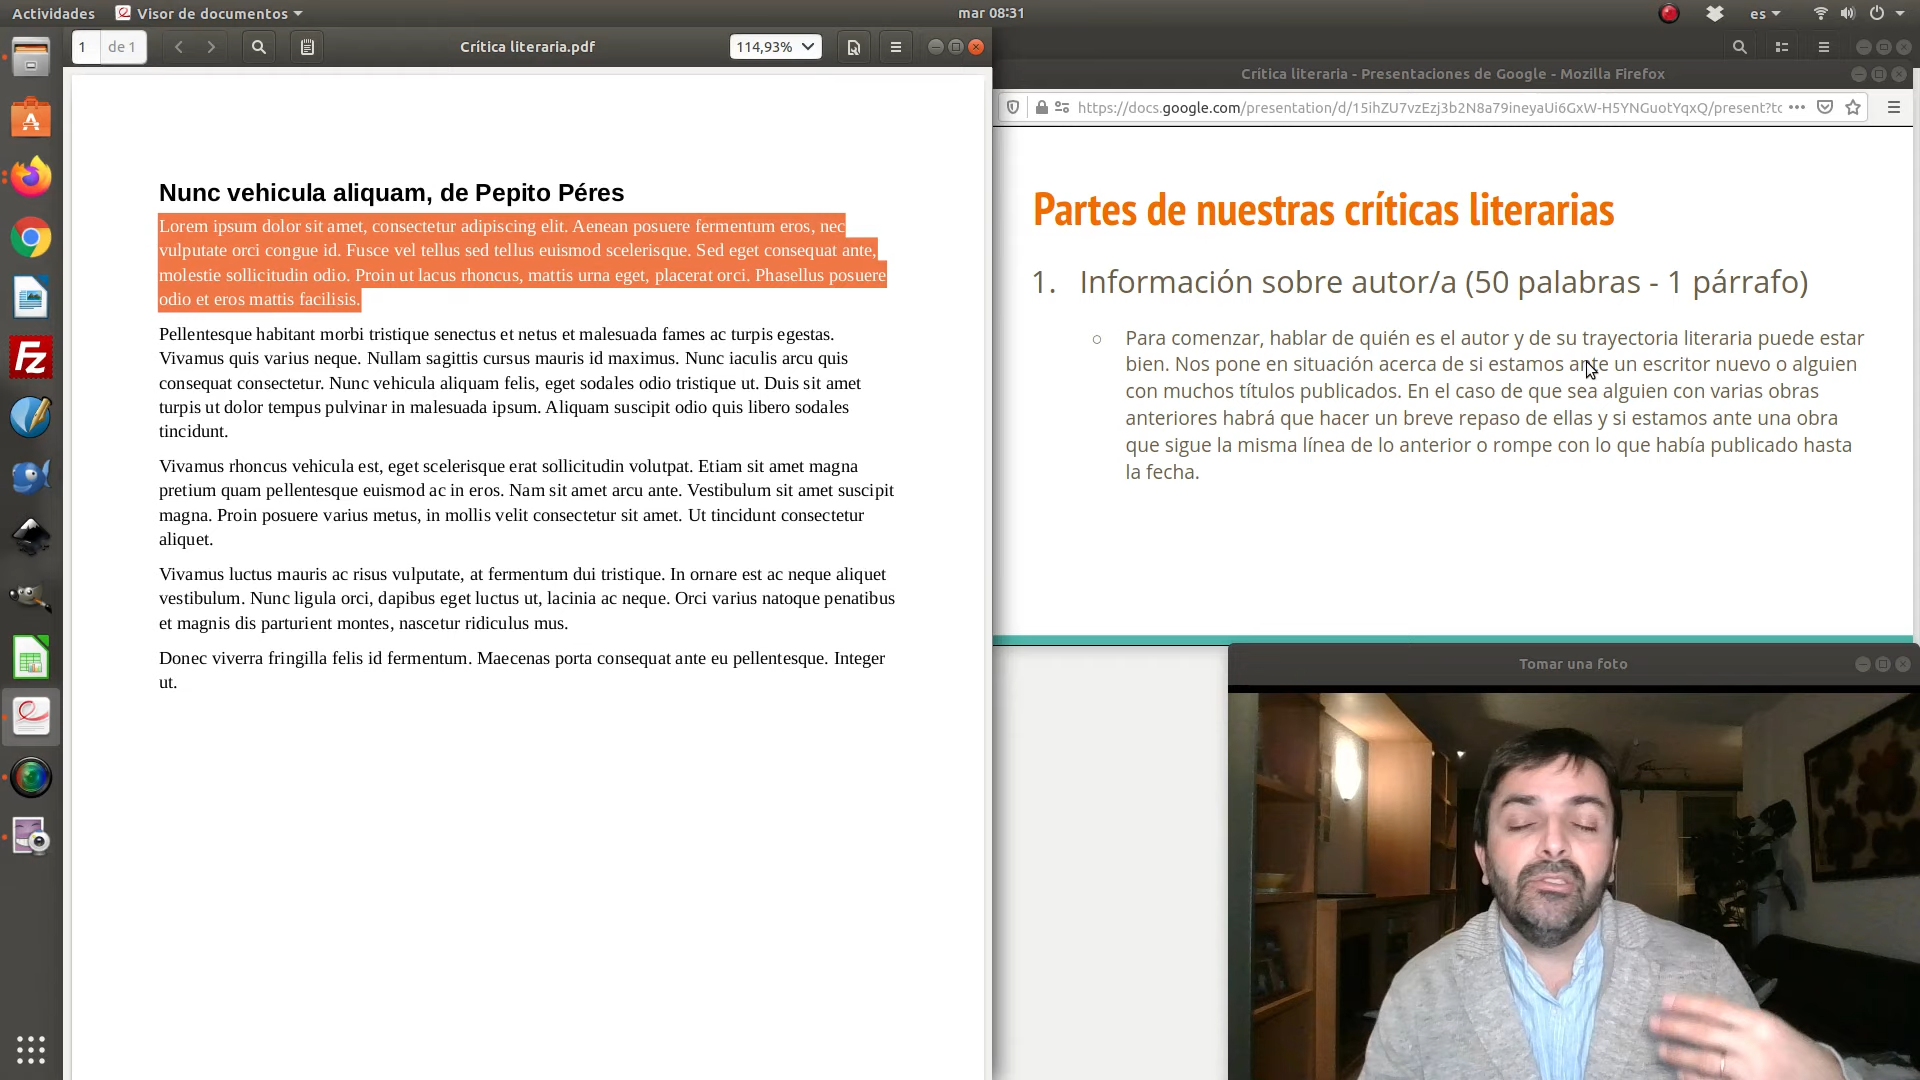 Actividades
Visor de documentos
mar 08:31
es
1
de 1
Crítica literaria.pdf
114,93%
Nunc vehicula aliquam, de Pepito Péres
Lorem ipsum dolor sit amet, consectetur adipiscing elit. Aenean posuere fermentum eros, nec
vulputate orci congue id. Fusce vel tellus sed tellus euismod scelerisque. Sed eget consequat ante,
molestie sollicitudin odio. Proin ut lacus rhoncus, mattis urna eget, placerat orci. Phasellus posuere
odio et eros mattis facilisis.
Pellentesque habitant morbi tristique senectus et netus et malesuada fames ac turpis egestas.
Vivamus quis varius neque. Nullam sagittis cursus mauris id maximus. Nunc iaculis arcu quis
consequat consectetur. Nunc vehicula aliquam felis, eget sodales odio tristique ut. Duis sit amet
turpis ut dolor tempus pulvinar in malesuada ipsum. Aliquam suscipit odio quis libero sodales
tincidunt.
Vivamus rhoncus vehicula est, eget scelerisque erat sollicitudin volutpat. Etiam sit amet magna
pretium quam pellentesque euismod ac in eros. Nam sit amet arcu ante. Vestibulum sit amet suscipit
magna. Proin posuere varius metus, in mollis velit consectetur sit amet. Ut tincidunt consectetur
aliquet.
Vivamus luctus mauris ac risus vulputate, at fermentum dui tristique. In ornare est ac neque aliquet
vestibulum. Nunc ligula orci, dapibus eget luctus ut, lacinia ac neque. Orci varius natoque penatibus
et magnis dis parturient montes, nascetur ridiculus mus.
Donec viverra fringilla felis id fermentum. Maecenas porta consequat ante eu pellentesque. Integer
ut.
Crítica literaria - Presentaciones de Google - Mozilla Firefox
https://docs.google.com/presentation/d/15ihZU7vzEzj3b2N8a79ineyaUi6GxW-H5YNGuotYqxQ/present?tc
Partes de nuestras críticas literarias
1. Información sobre autor/a (50 palabras - 1 párrafo)
○ Para comenzar, hablar de quién es el autor y de su trayectoria literaria puede estar
bien. Nos pone en situación acerca de si estamos ante un escritor nuevo o alguien
con muchos títulos publicados. En el caso de que sea alguien con varias obras
anteriores habrá que hacer un breve repaso de ellas y si estamos ante una obra
que sigue la misma línea de lo anterior o rompe con lo que había publicado hasta
la fecha.
Tomar una foto
Fz